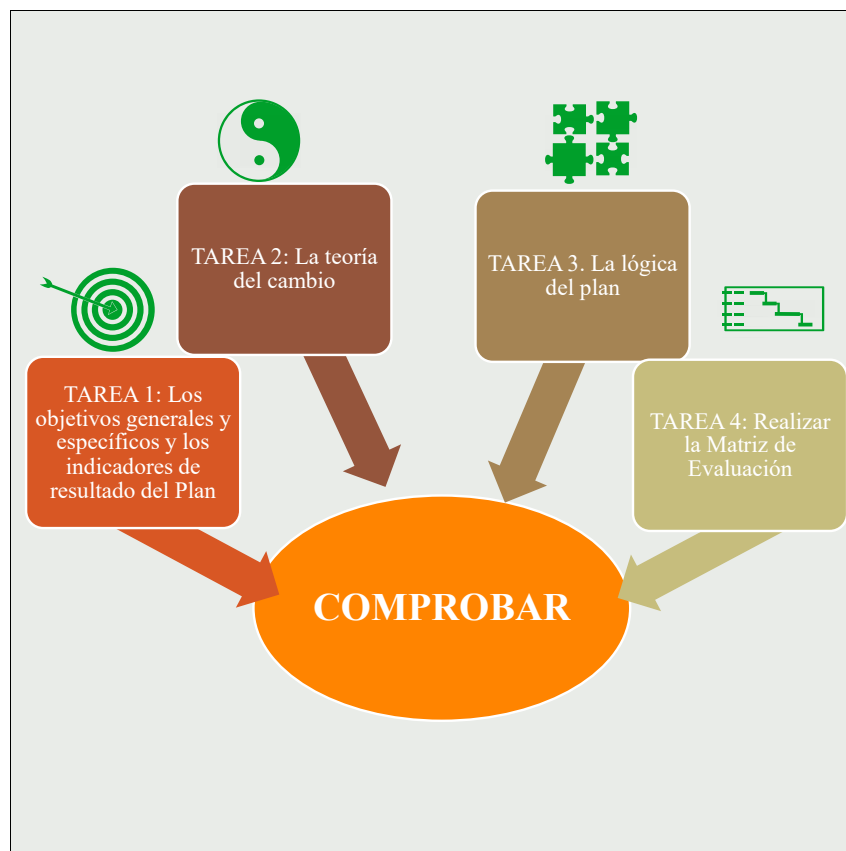 TAREA 1: Los
objetivos generales y
específicos y los
indicadores de
resultado del Plan
TAREA 2: La teoría
del cambio
TAREA 3. La lógica
del plan
TAREA 4: Realizar
la Matriz de
Evaluación
COMPROBAR